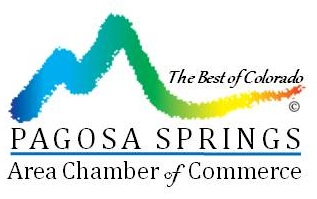 The Best of Colorado
©
PAGOSA SPRINGS
Area Chamber of Commerce